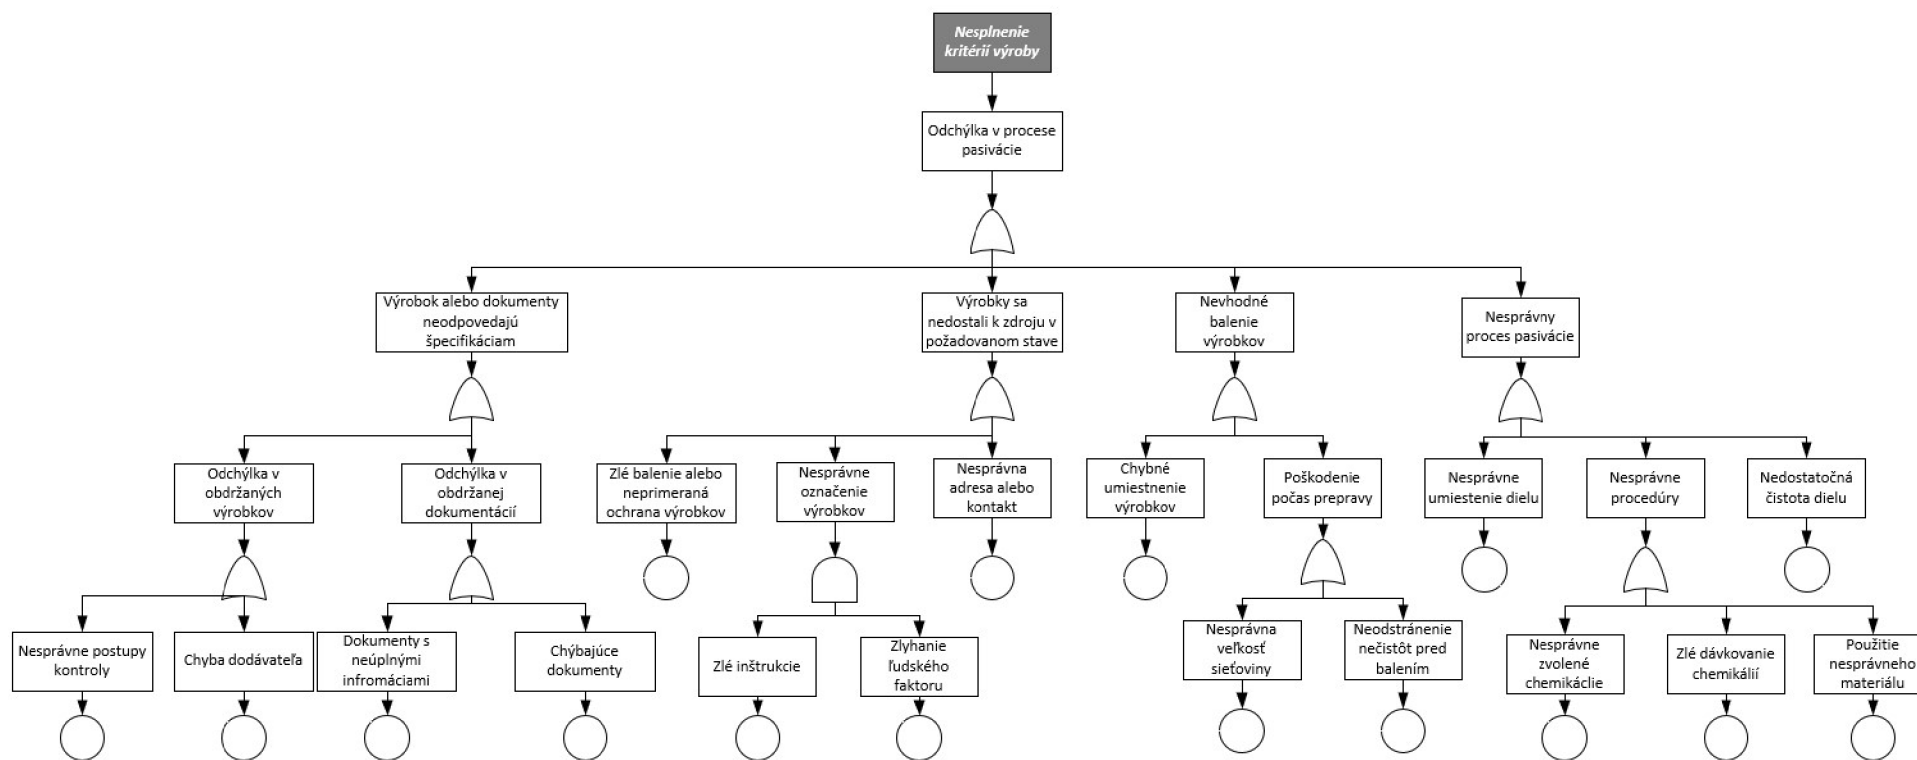 Nesplnenie
kritérií výroby
Odchýlka v procese
pasivácie
Výrobok alebo dokumenty
neodpovedajú
špecifikáciam
Výrobky sa
nedostali k zdroju v
požadovanom stave
Nevhodné
balenie
výrobkov
Nesprávny
proces pasivácie
Odchýlka v
obdržaných
výrobkov
Odchýlka v
obdržanej
dokumentácií
Zlé balenie alebo
neprimeraná
ochrana výrobkov
Nesprávne
označenie
výrobkov
Nesprávna
adresa alebo
kontakt
Chybné
umiestnenie
výrobkov
Poškodenie
počas prepravy
Nesprávne
umiestenie dielu
Nesprávne
procedúry
Nedostatočná
čistota dielu
Nesprávne postupy
kontroly
Chyba dodávateľa
Dokumenty s
neúplnými
infromáciami
Chýbajúce
dokumenty
Zlé inštrukcie
Zlyhanie
ľudského
faktoru
Nesprávna
veľkosť
sieťoviny
Neodstránenie
nečistôt pred
balením
Nesprávne
zvolené
chemikáclie
Zlé dávkovanie
chemikálií
Použitie
nesprávneho
materiálu